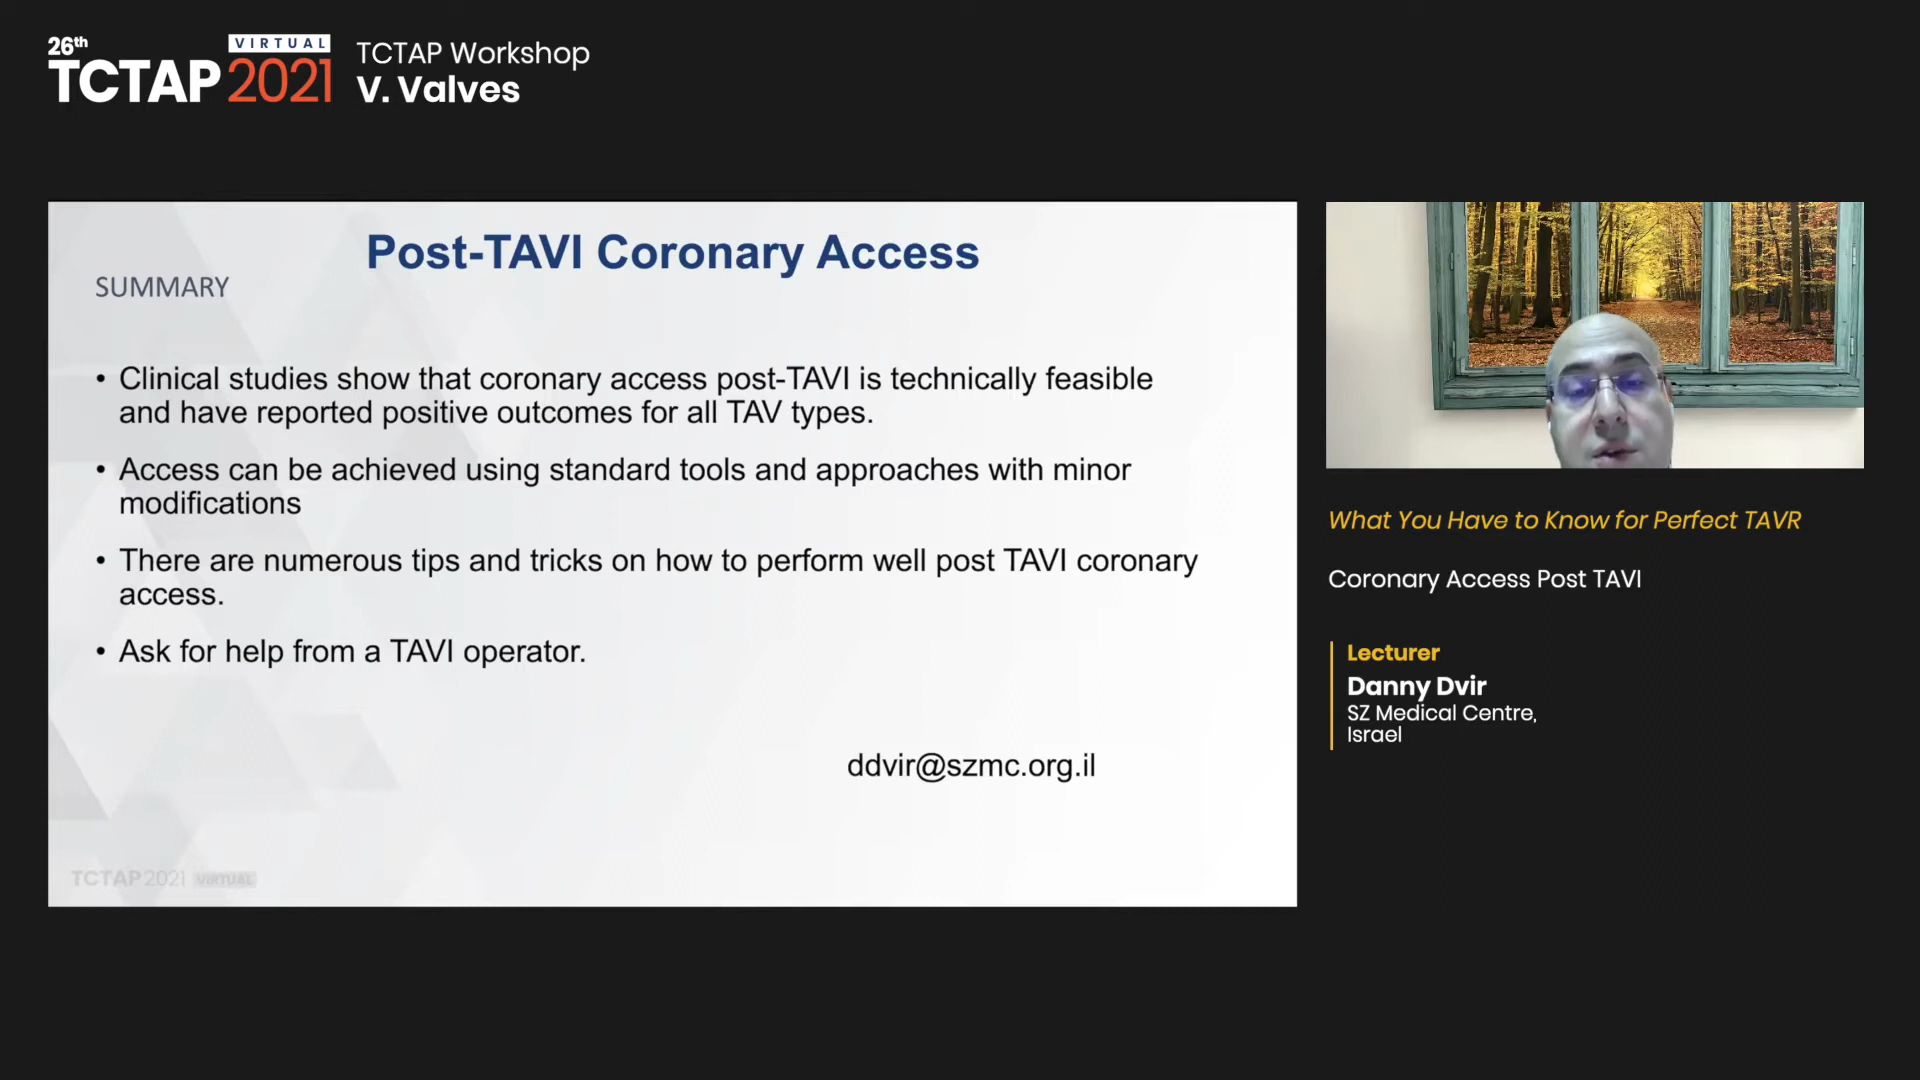 26th
VIRTUAL
TCTAP 2021
TCTAP Workshop
V. Valves
Post-TAVI Coronary Access
SUMMARY
• Clinical studies show that coronary access post-TAVI is technically feasible
and have reported positive outcomes for all TAV types.
• Access can be achieved using standard tools and approaches with minor
modifications
• There are numerous tips and tricks on how to perform well post TAVI coronary
access.
• Ask for help from a TAVI operator.
ddvir@szmc.org.il
TCTAP2021 VIRTUAL
What You Have to Know for Perfect TAVR
Coronary Access Post TAVI
Lecturer
Danny Dvir
SZ Medical Centre,
Israel